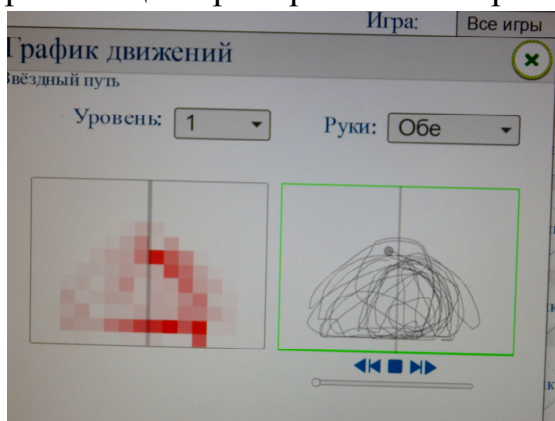 Игра: Все игры
График движений
Звёздный путь
Уровень: 1 Руки: Обе